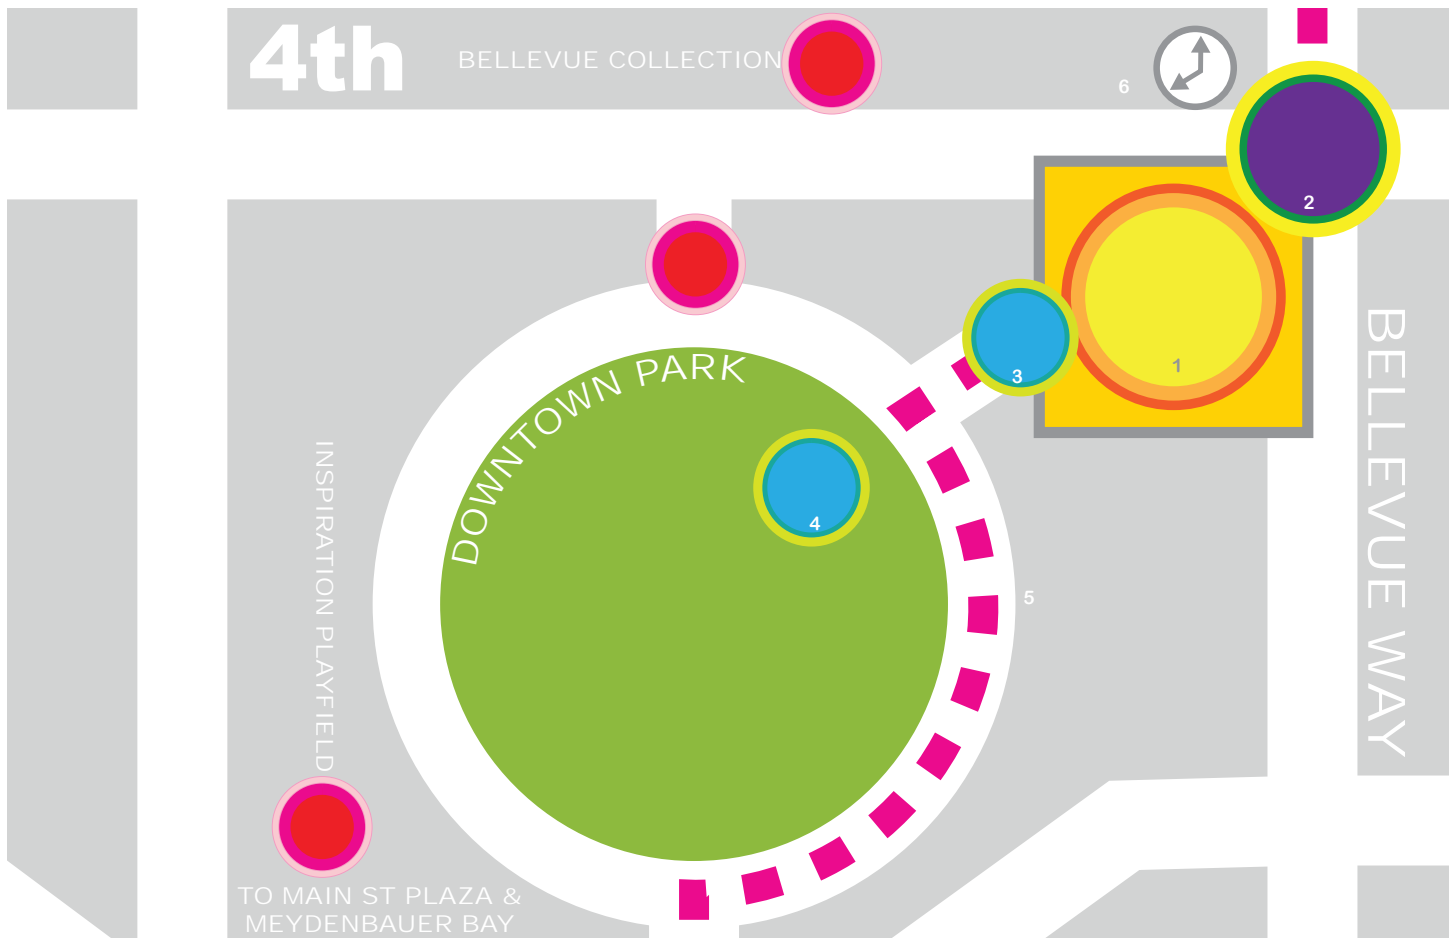 4th
BELLEVUE COLLECTION
6
2
1
3
DOWNTOWN PARK
4
5
INSPIRATION PLAYFIELD
BELLEVUE WAY
TO MAIN ST PLAZA &
MEYDENBAUER BAY